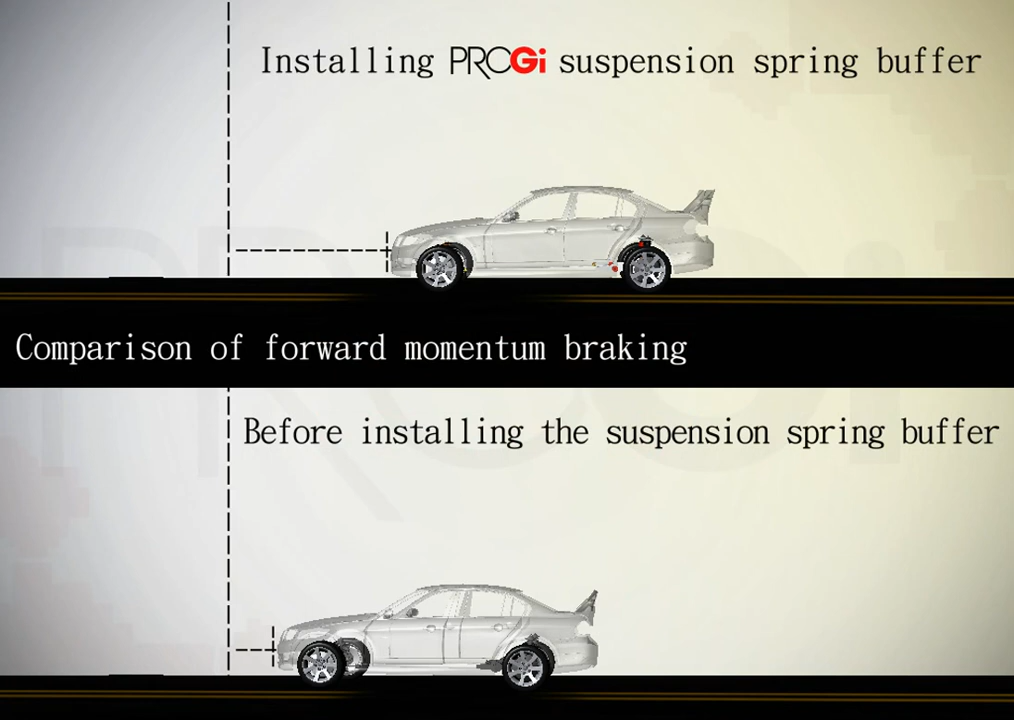 Installing PROGi suspension spring buffer
Comparison of forward momentum braking
Before installing the suspension spring buffer